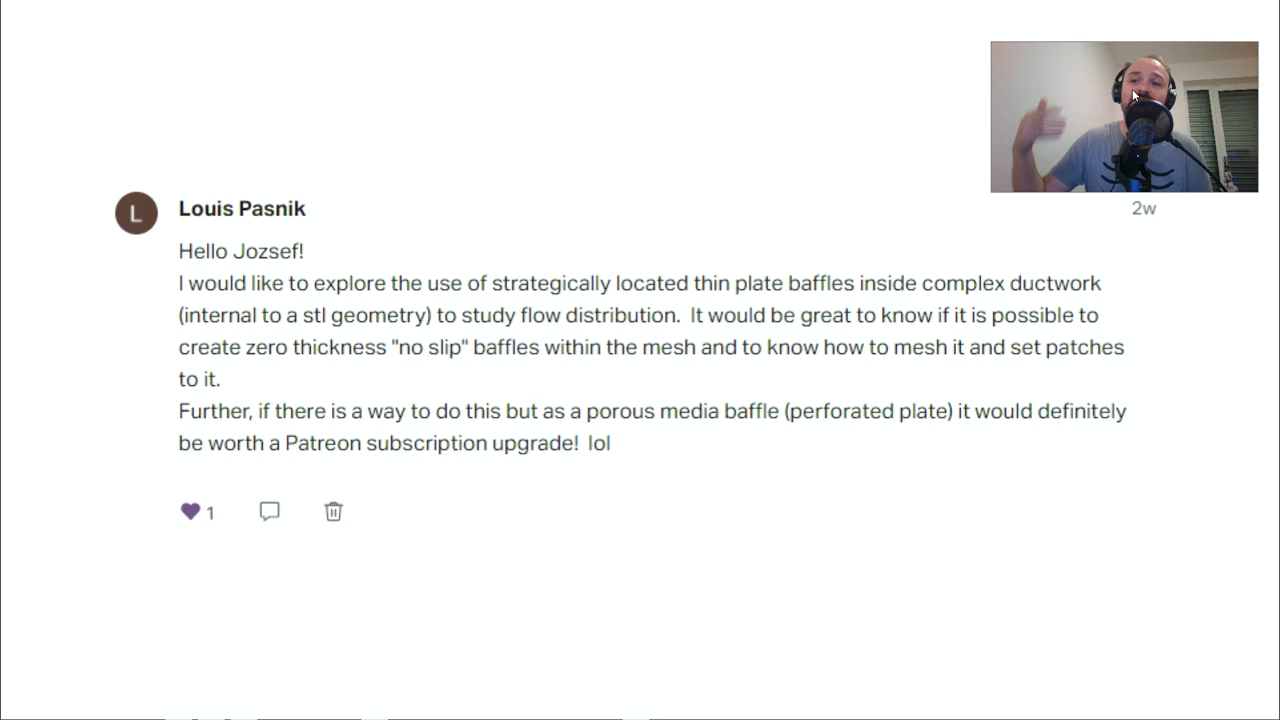 L
Louis Pasnik
2w
Hello Jozsef!
I would like to explore the use of strategically located thin plate baffles inside complex ductwork
(internal to a stl geometry) to study flow distribution.  It would be great to know if it is possible to
create zero thickness "no slip" baffles within the mesh and to know how to mesh it and set patches
to it.
Further, if there is a way to do this but as a porous media baffle (perforated plate) it would definitely
be worth a Patreon subscription upgrade!  lol
1